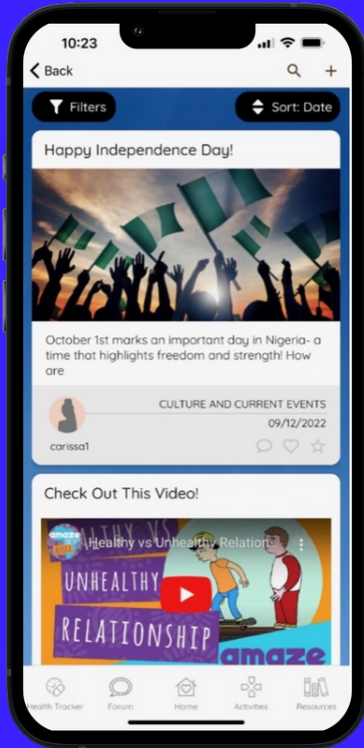 10:23
Back
Filters
Sort: Date
Happy Independence Day!
October 1st marks an important day in Nigeria- a
time that highlights freedom and strength! How
are
CULTURE AND CURRENT EVENTS
09/12/2022
carissa1
Check Out This Video!
amaze
Healthy vs Unhealthy Relation...
HEALTHY VS
UNHEALTHY
RELATIONSHIP
amaze
Health Tracker
Forum
Home
Activities
Resources